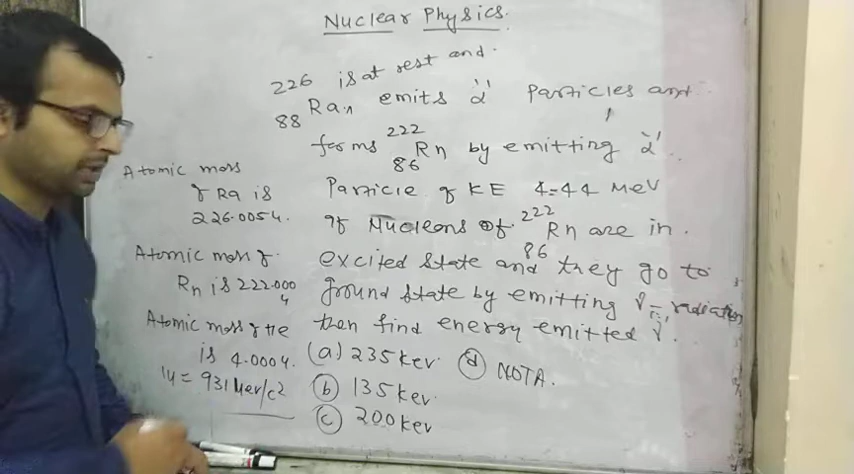 Nuclear Physics.
226 is at rest and.
88 Ra, emits "α" Particles and
forms 222 86 Rn by emitting "α".
Particle of KE 4.44 MeV
If Nucleons of 222 86 Rn are in.
excited state and they go to
ground state by emitting γ-radiation
then find energy emitted γ.
(a) 235 kev. (d) NOTA.
(b) 135 kev.
(c) 200 kev
Atomic mass
of Ra is
226.0054.
Atomic mass of.
Rn is 222.000
4
Atomic mass of He
is 4.0004.
1u = 931 Mev/c2